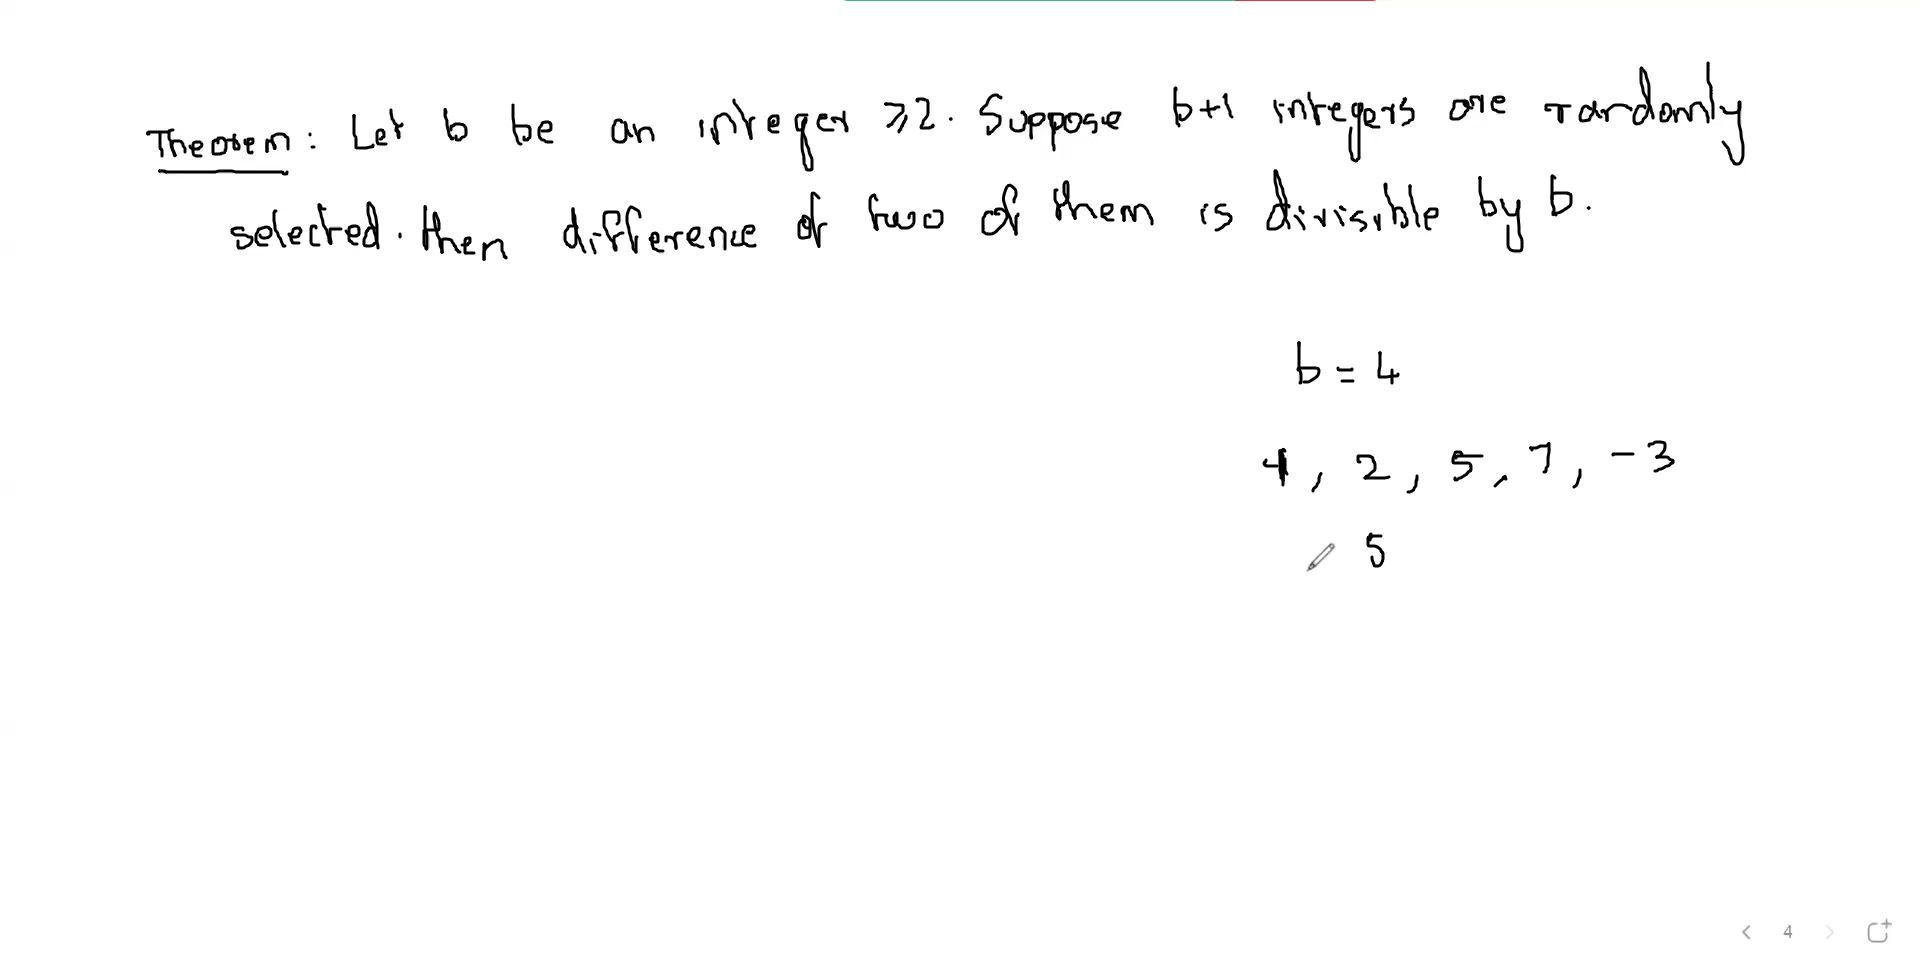 Theorem: Let b be an integer ≥2. Suppose b+1 integers are randomly
selected. then difference of two of them is divisible by b.
b = 4
1, 2, 5, 7, -3
5
4